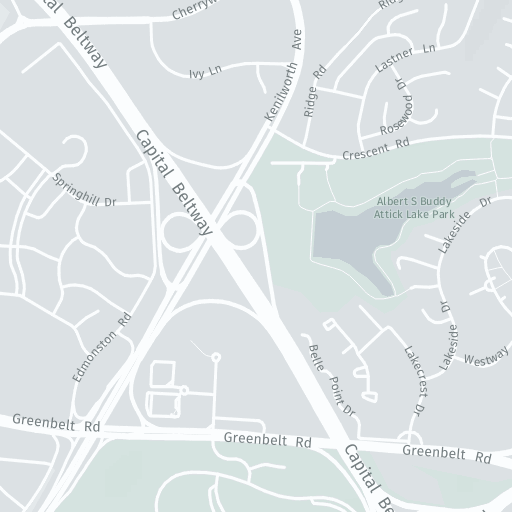 Capital Beltway
Cherryw
Ridge
Lastner Ln
Ivy Ln
Kenilworth Ave
Ridge Rd
Rosewood Dr
Crescent Rd
Capital Beltway
Springhill Dr
Albert S Buddy
Attick Lake Park
Lakeside Dr
Edmonston Rd
Lakeside Dr
Belle Point Dr
Lakecrest Dr
Westway
Greenbelt Rd
Greenbelt Rd
Greenbelt Rd
Capital Be